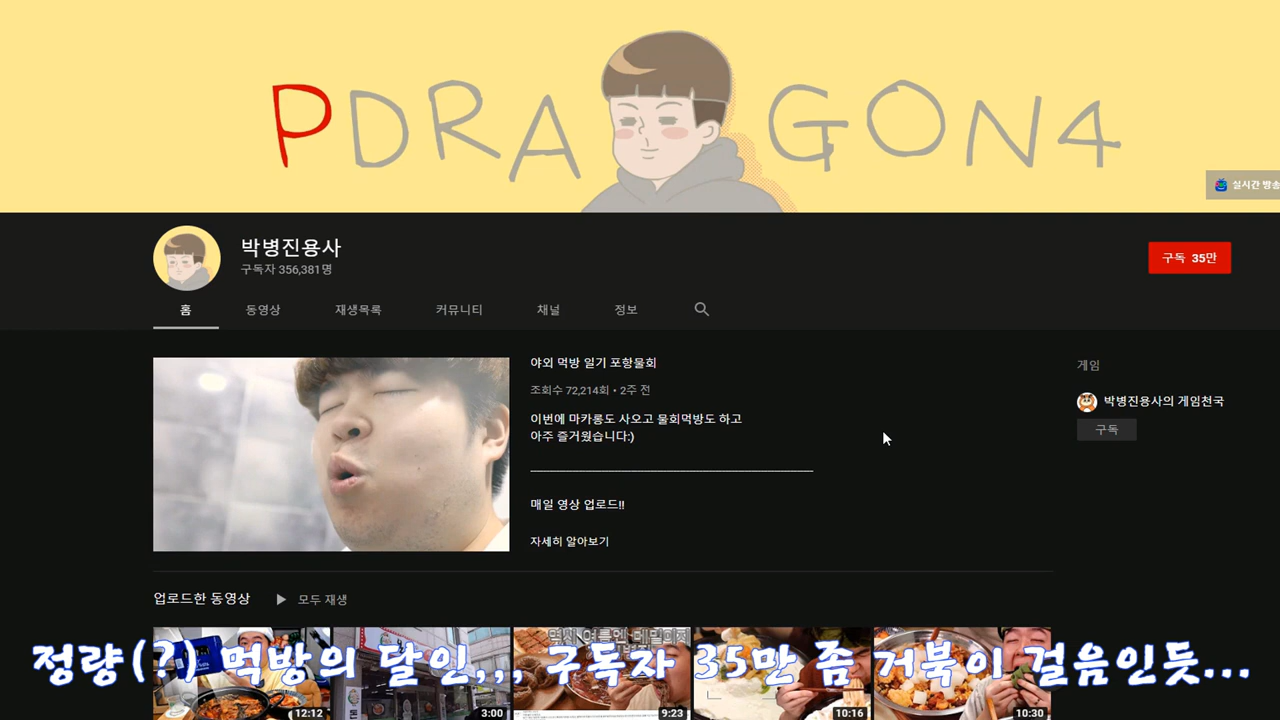 PDRAGON4
실시간 방송
박병진용사
구독자 356,381명
구독 35만
홈 동영상 재생목록 커뮤니티 채널 정보
야외 먹방 일기 포항물회
조회수 72,214회 • 2주 전
이번에 마카롱도 사오고 물회먹방도 하고
아주 즐거웠습니다:)
매일 영상 업로드!!
자세히 알아보기
게임
박병진용사의 게임천국
구독
업로드한 동영상 ▶ 모두 재생
정량(?) 먹방의 달인,,, 구독자 35만 좀 거북이 걸음인듯...
12:12 3:00 9:23 10:16 10:30